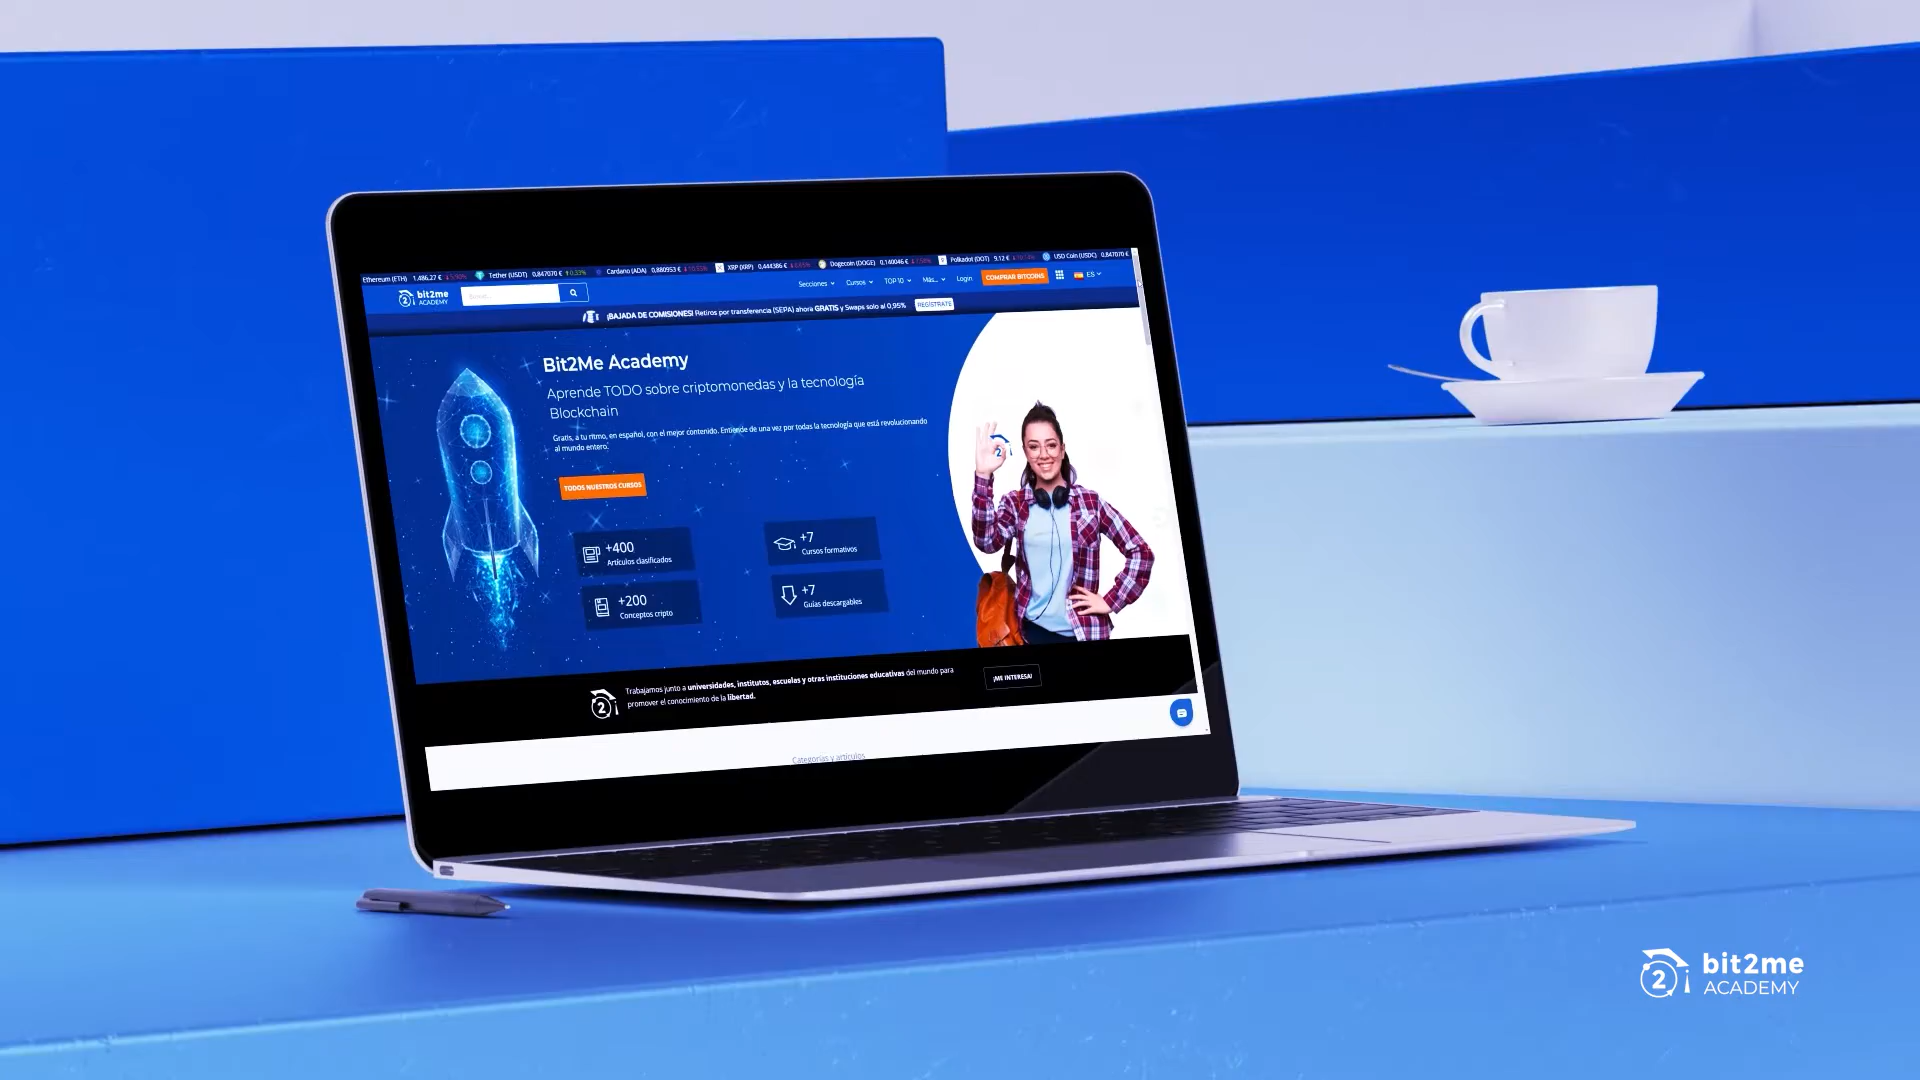 Ethereum (ETH) 1.486,27 €
Tether (USDT) 0,847070 € 0,33%
Cardano (ADA) 0,880953 €
XRP (XRP) 0,444386 €
Dogecoin (DOGE) 0,140046 €
Polkadot (DOT) 9,12 €
USD Coin (USDC) 0,847070 €
bit2me
ACADEMY
Secciones
Cursos
TOP 10
Más...
Login
COMPRAR BITCOINS
ES
¡BAJADA DE COMISIONES! Retiros por transferencia (SEPA) ahora GRATIS y Swaps solo al 0,95%
REGÍSTRATE
Bit2Me Academy
Aprende TODO sobre criptomonedas y la tecnología
Blockchain
Gratis, a tu ritmo, en español, con el mejor contenido. Entiende de una vez por todas la tecnología que está revolucionando
al mundo entero.
TODOS NUESTROS CURSOS
+400
Artículos clasificados
+7
Cursos formativos
+200
Conceptos cripto
+7
Guías descargables
2
Trabajamos junto a universidades, institutos, escuelas y otras instituciones educativas del mundo para
promover el conocimiento de la libertad.
¡ME INTERESA!
Categorías y artículos
2
bit2me
ACADEMY